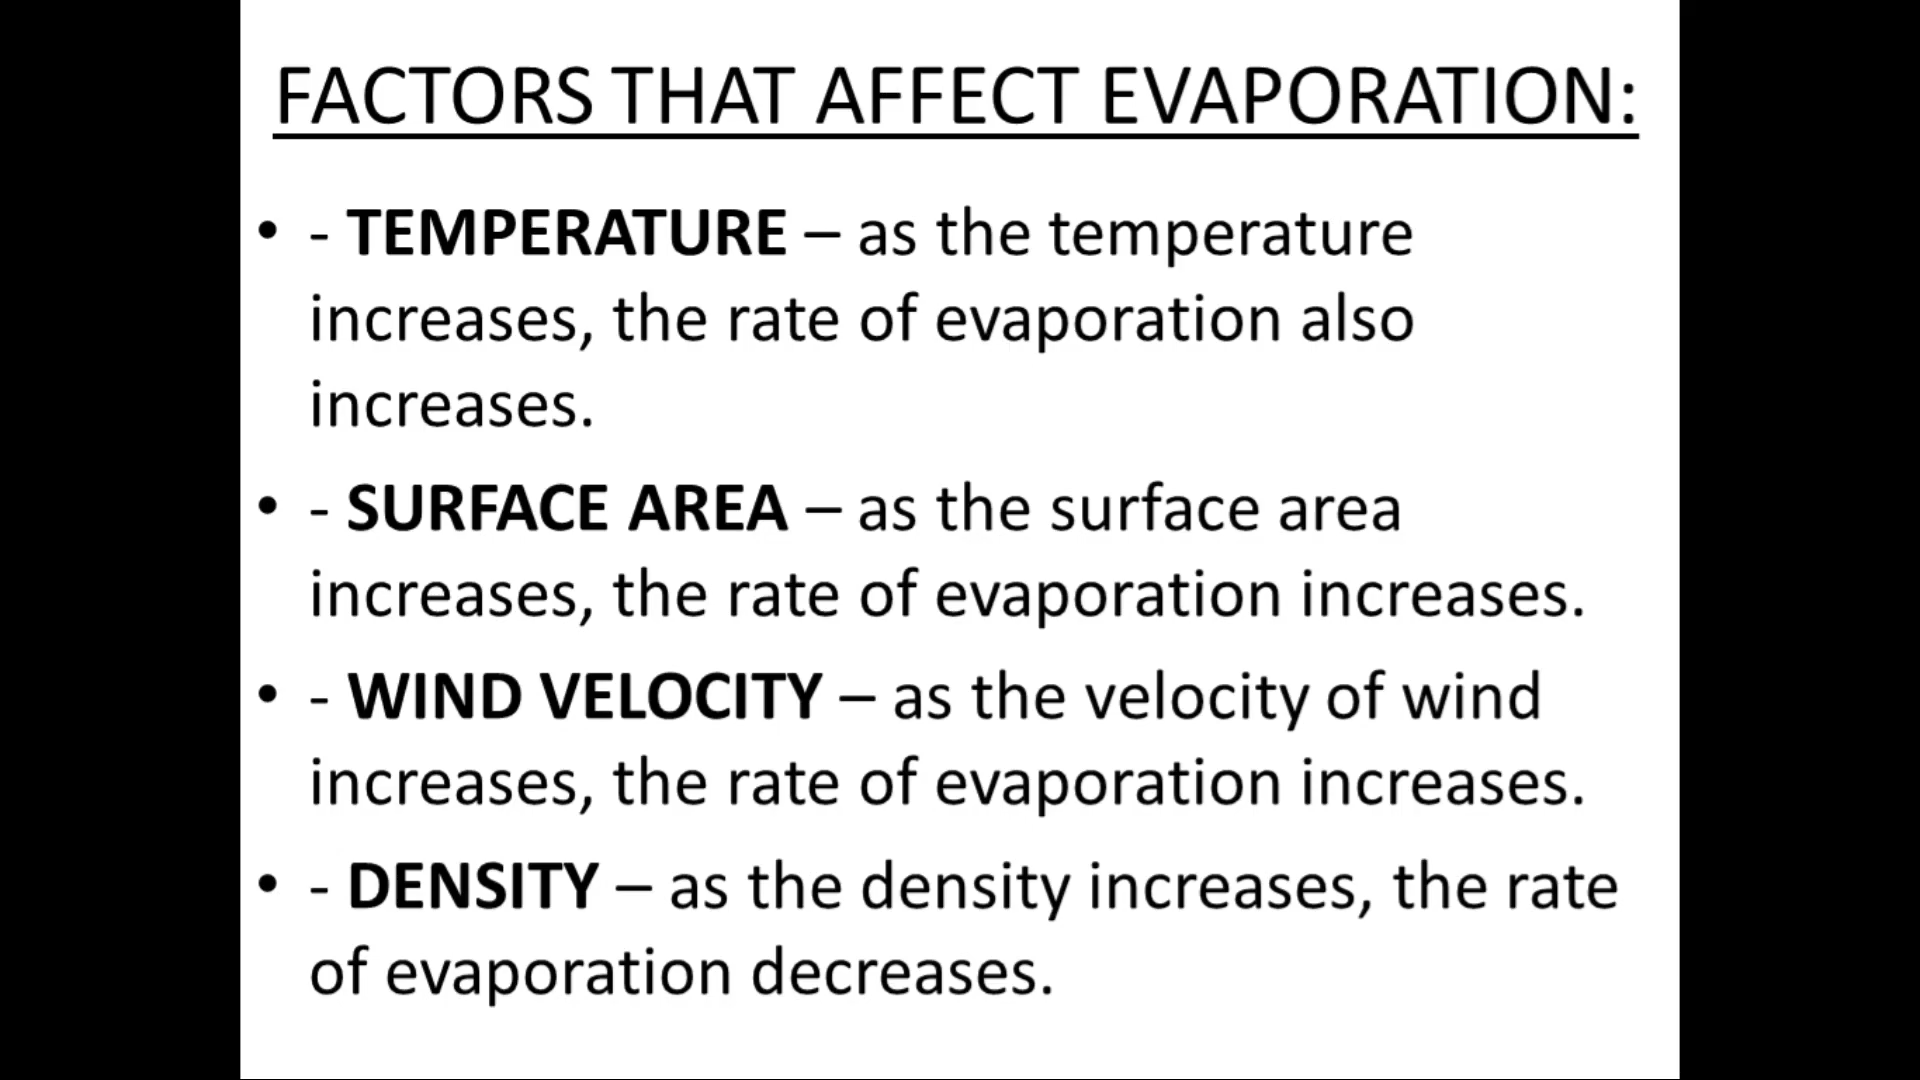 FACTORS THAT AFFECT EVAPORATION:
• - TEMPERATURE – as the temperature
increases, the rate of evaporation also
increases.
• - SURFACE AREA – as the surface area
increases, the rate of evaporation increases.
• - WIND VELOCITY – as the velocity of wind
increases, the rate of evaporation increases.
• - DENSITY – as the density increases, the rate
of evaporation decreases.